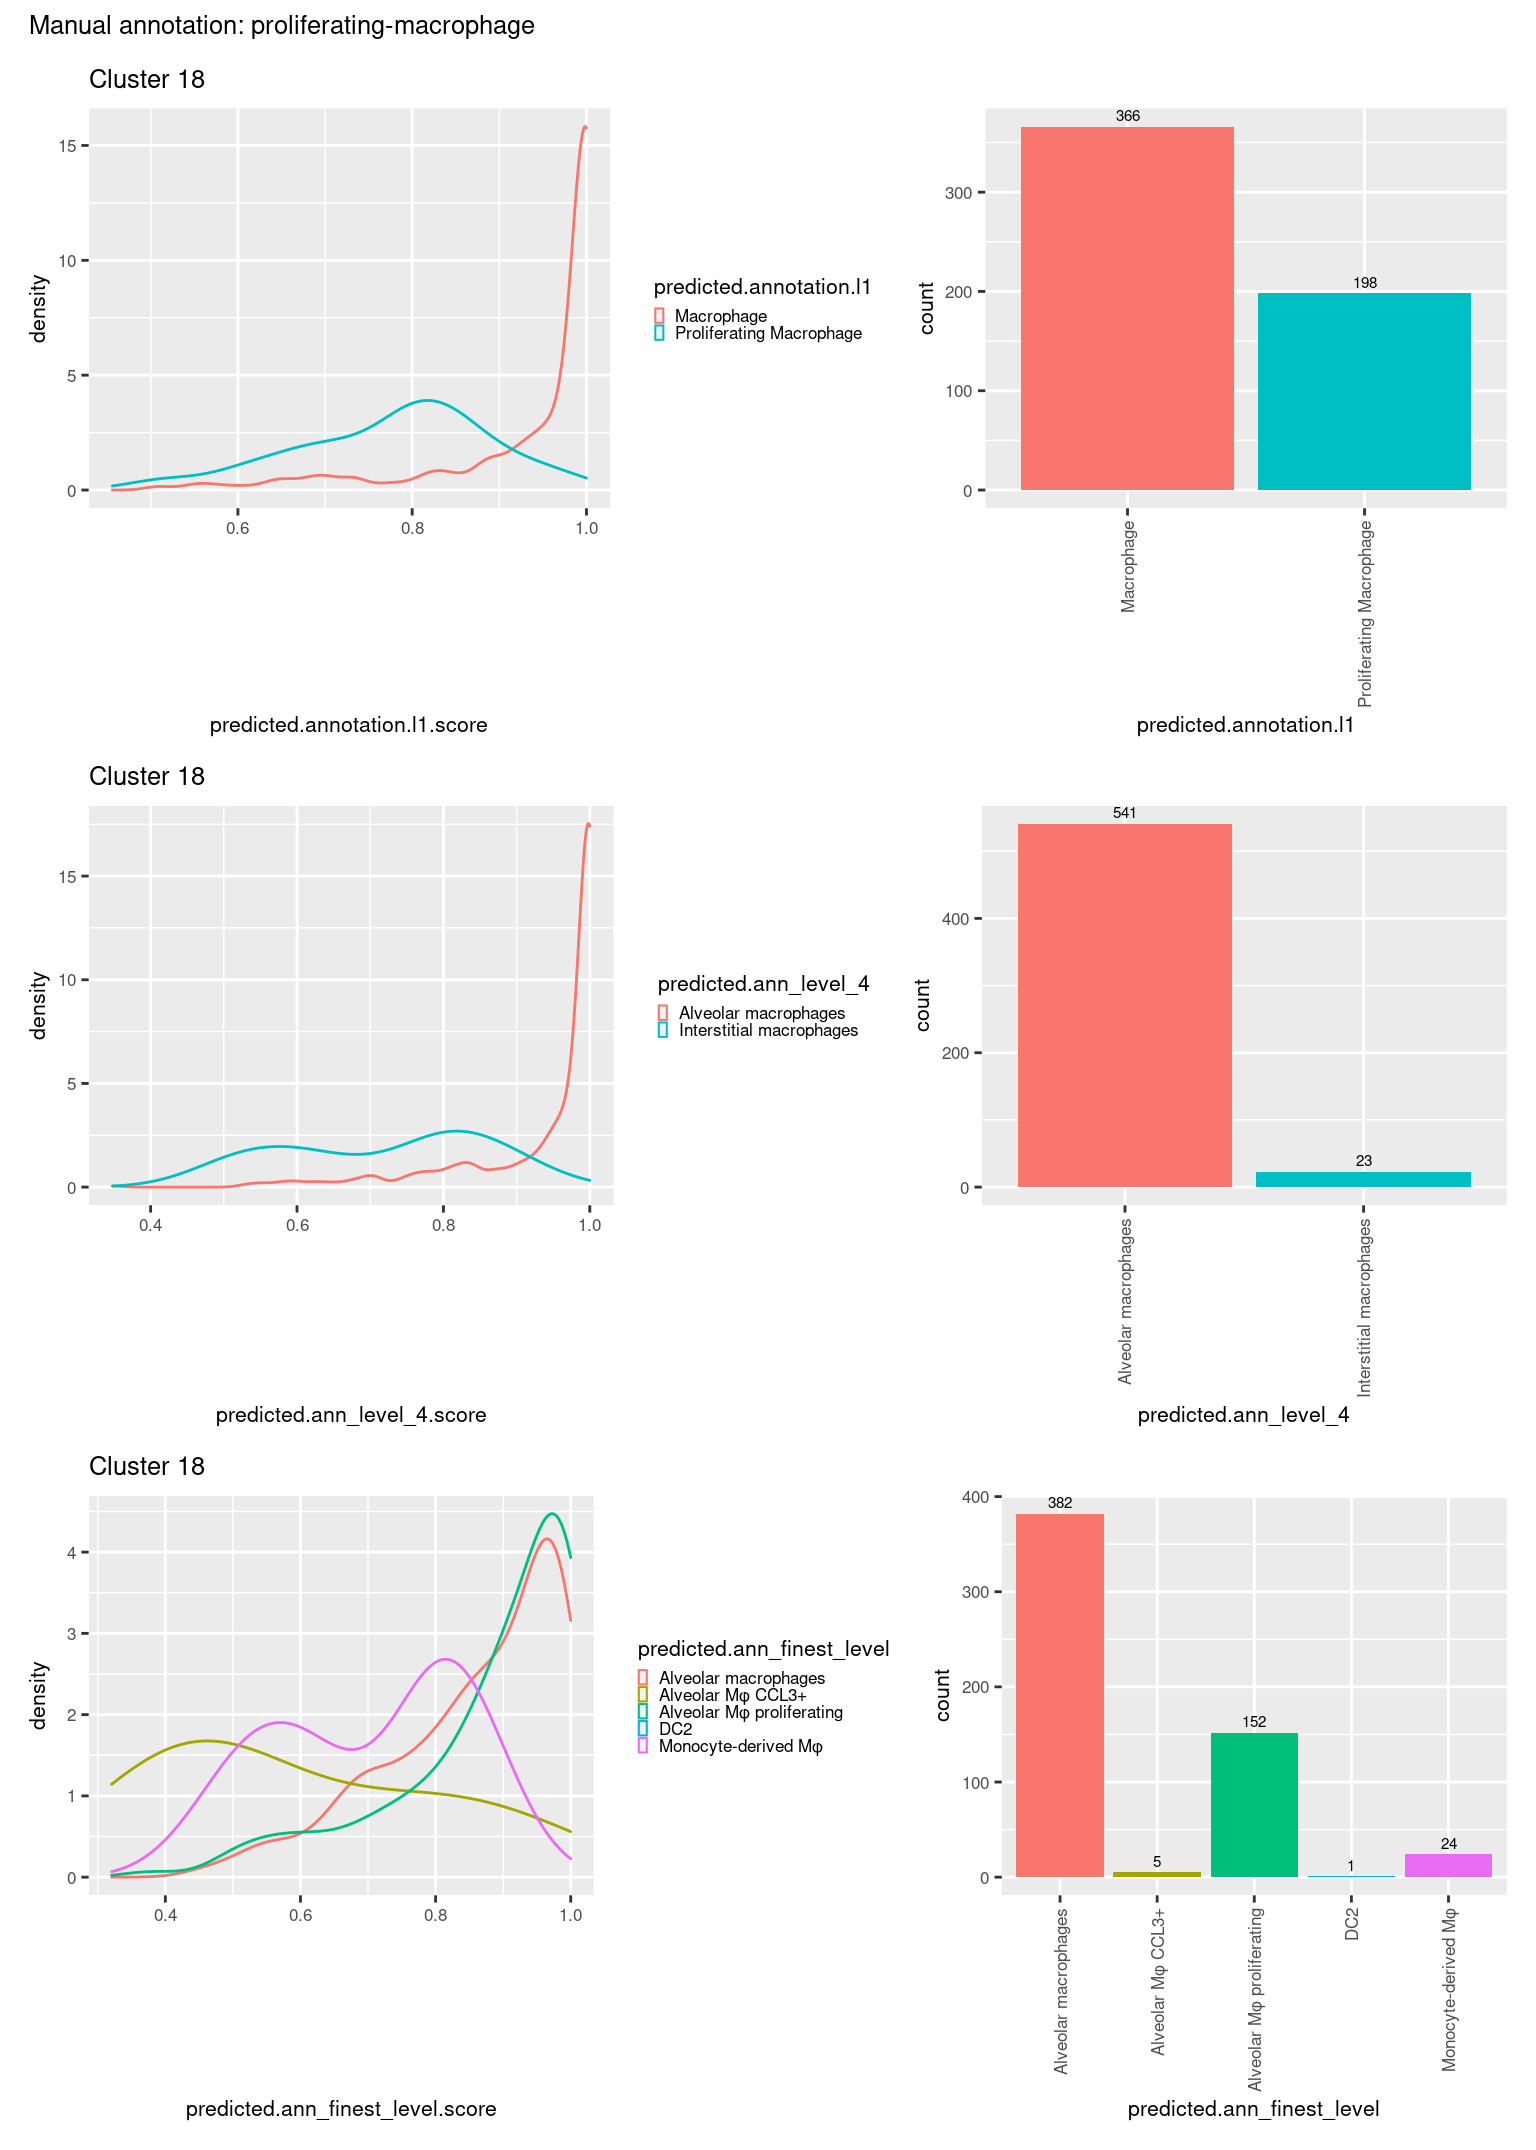 Manual annotation: proliferating-macrophage
Cluster 18
density
15
10
5
0
0.6
0.8
1.0
predicted.annotation.l1.score
predicted.annotation.l1
Macrophage
Proliferating Macrophage
count
300
200
100
0
366
198
Macrophage
Proliferating Macrophage
predicted.annotation.l1
Cluster 18
density
15
10
5
0
0.4
0.6
0.8
1.0
predicted.ann_level_4.score
predicted.ann_level_4
Alveolar macrophages
Interstitial macrophages
count
400
200
0
541
23
Alveolar macrophages
Interstitial macrophages
predicted.ann_level_4
Cluster 18
density
4
3
2
1
0
0.4
0.6
0.8
1.0
predicted.ann_finest_level.score
predicted.ann_finest_level
Alveolar macrophages
Alveolar Mφ CCL3+
Alveolar Mφ proliferating
DC2
Monocyte-derived Mφ
count
400
300
200
100
0
382
5
152
1
24
Alveolar macrophages
Alveolar Mφ CCL3+
Alveolar Mφ proliferating
DC2
Monocyte-derived Mφ
predicted.ann_finest_level